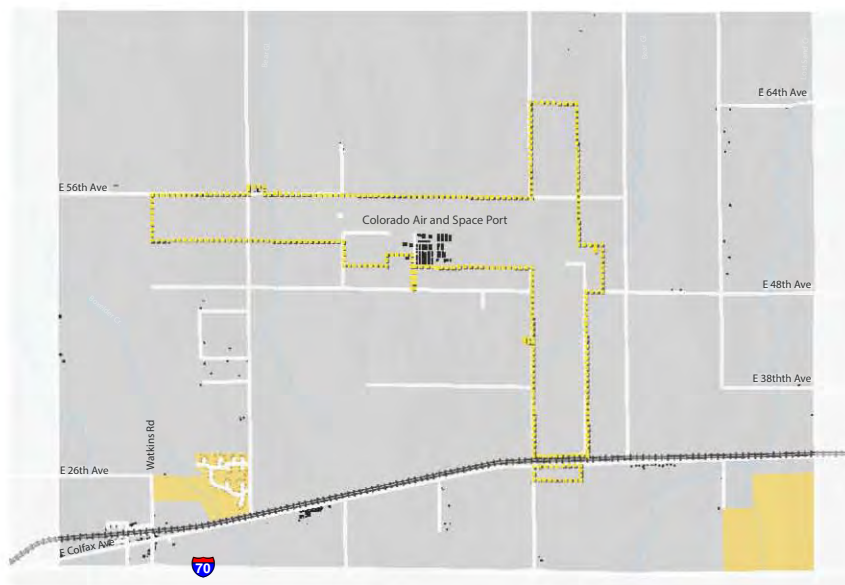 E 64th Ave
E 56th Ave
Colorado Air and Space Port
E 48th Ave
E 38thth Ave
Watkins Rd
E 26th Ave
E Colfax Ave
70